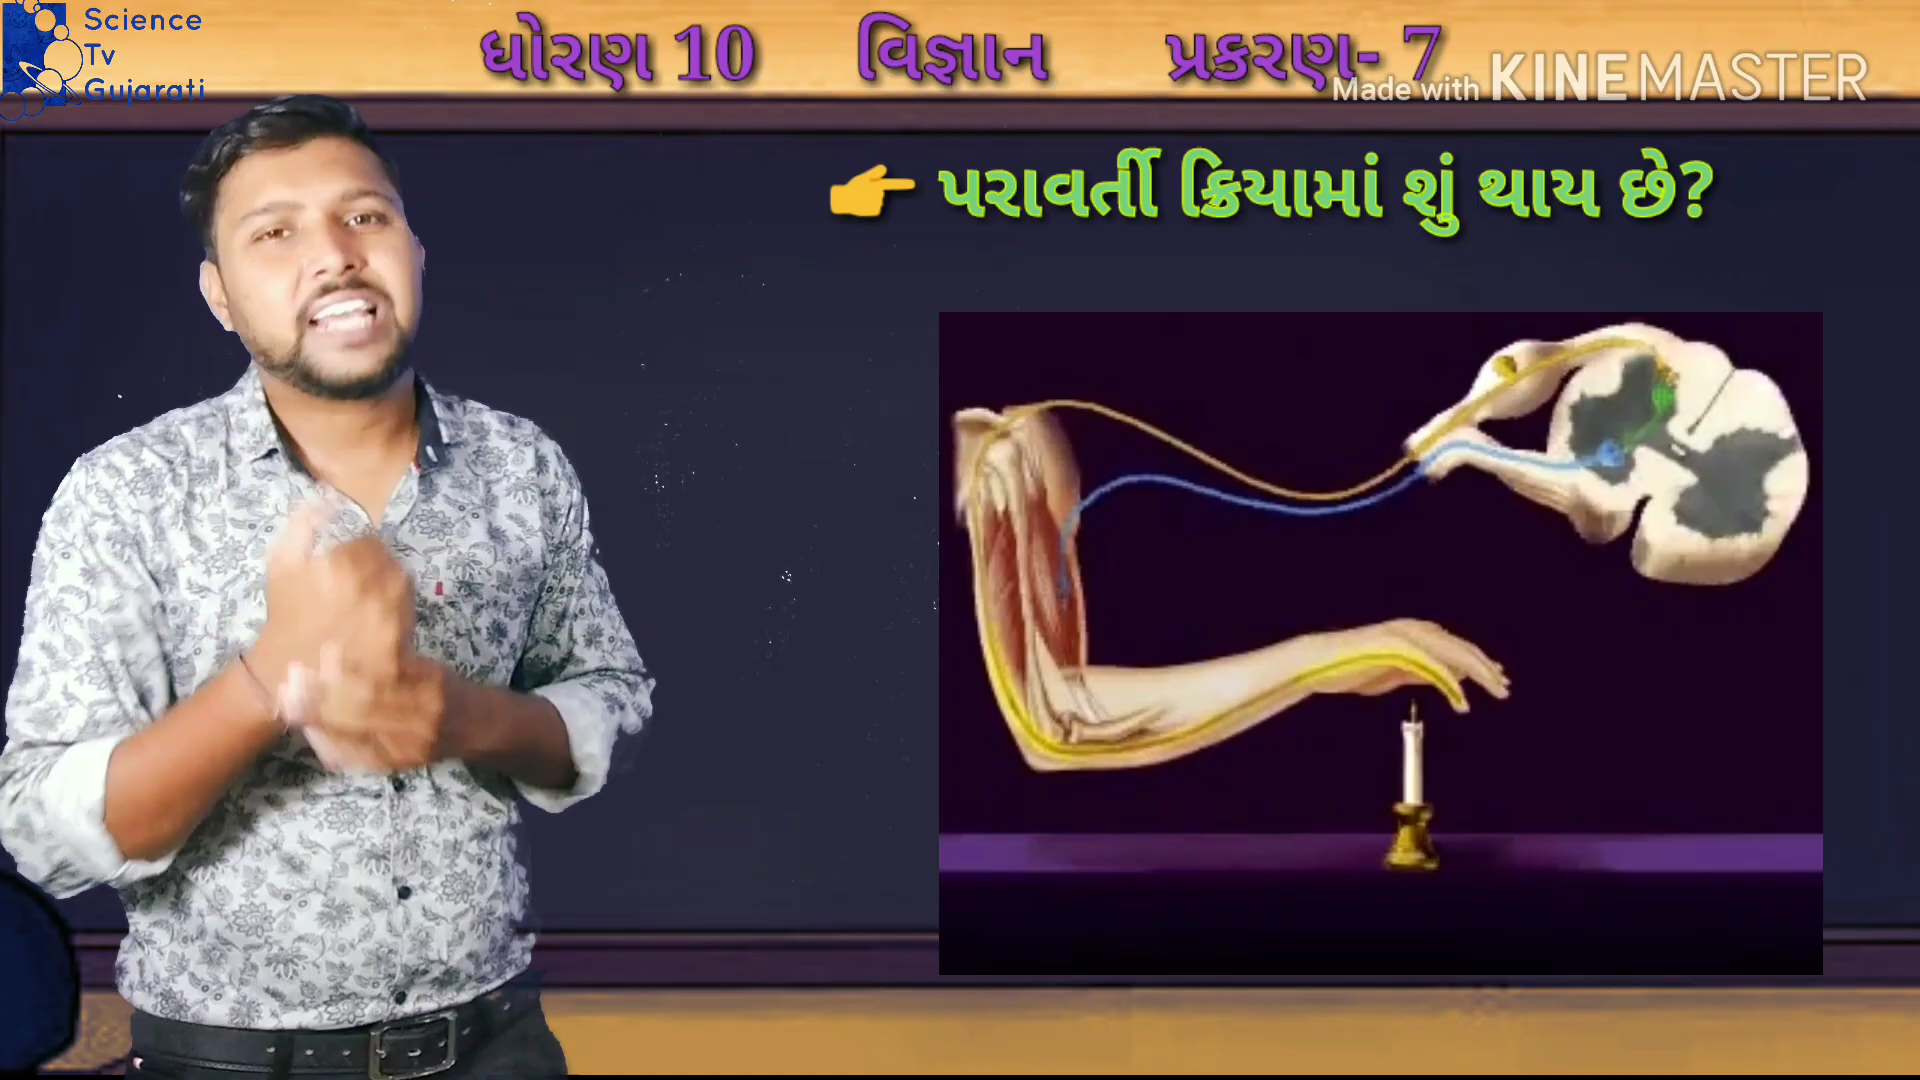 Science
Tv
Gujarati
ધોરણ 10 વિજ્ઞાન પ્રકરણ- 7
Made with KINEMASTER
👉 પરાવર્તી ક્રિયામાં શું થાય છે?